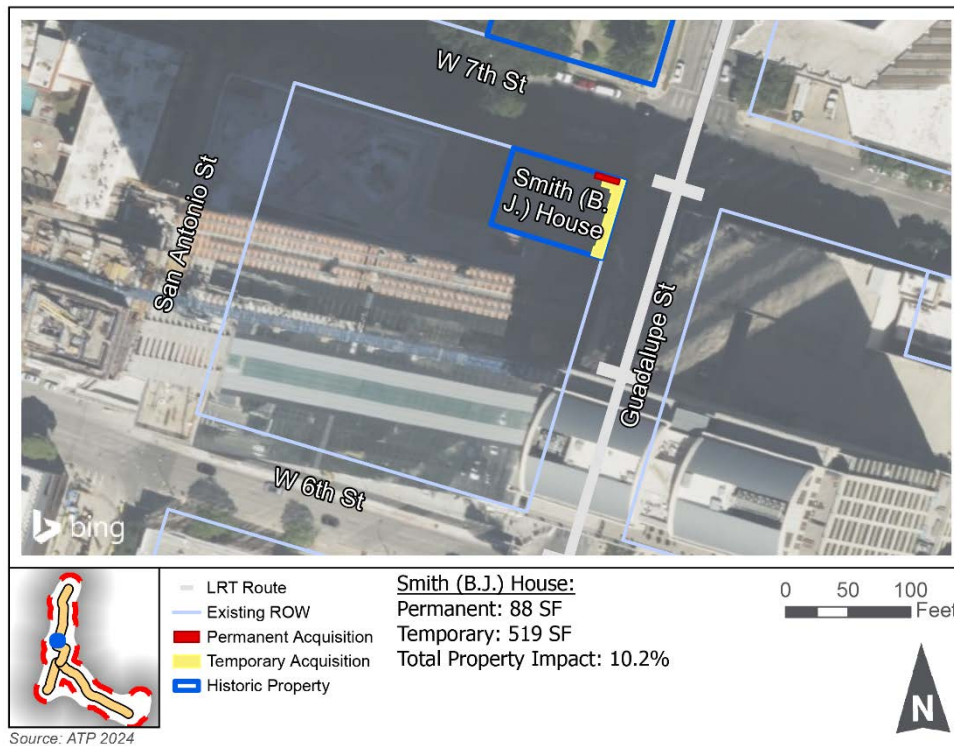 W 7th St
Smith (B.
J.) House
San Antonio St
Guadalupe St
W 6th St
bing
LRT Route
Existing ROW
Permanent Acquisition
Temporary Acquisition
Historic Property
Smith (B.J.) House:
Permanent: 88 SF
Temporary: 519 SF
Total Property Impact: 10.2%
0 50 100
Feet
N
Source: ATP 2024